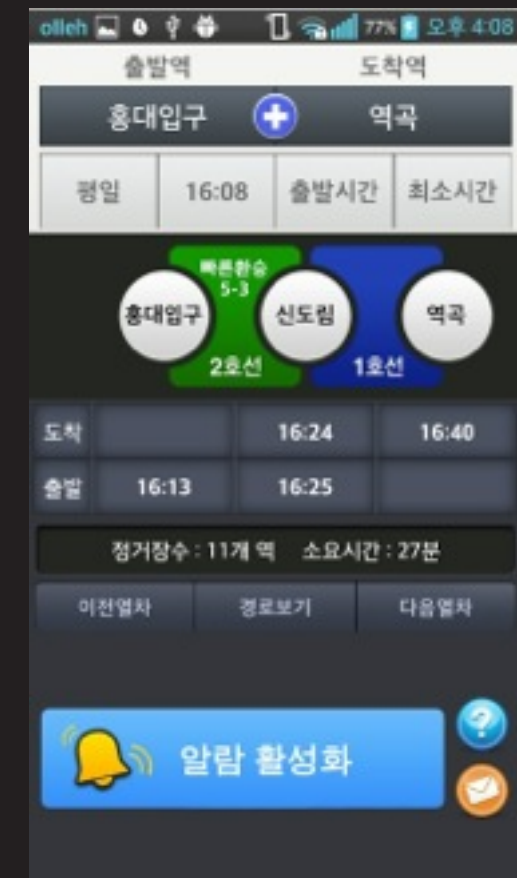 olleh 77% 오후 4:08
출발역 도착역
홍대입구 역곡
평일 16:08 출발시간 최소시간
빠른환승
5-3
홍대입구 신도림 역곡
2호선 1호선
도착 16:24 16:40
출발 16:13 16:25
정거장수 : 11개 역 소요시간 : 27분
이전열차 경로보기 다음열차
알람 활성화
?